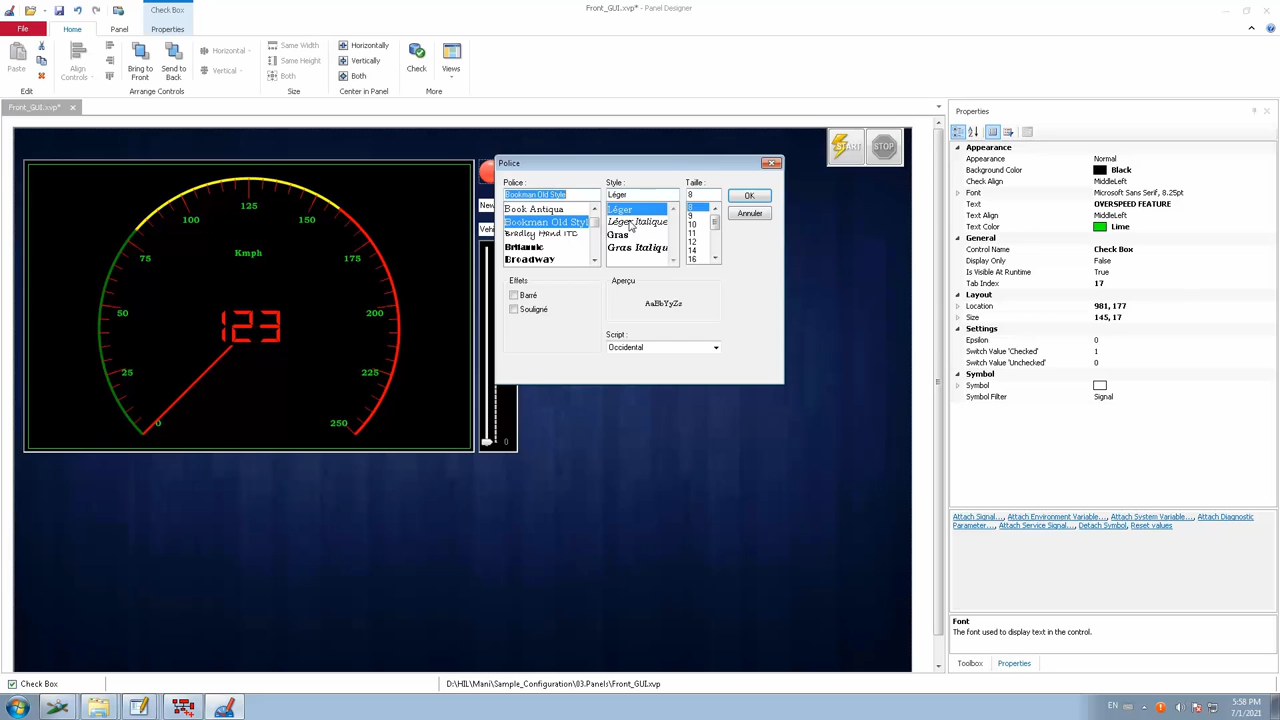 Check Box
Front_GUI.xvp* - Panel Designer
File
Home
Panel
Properties
Paste
Align
Controls
Bring to
Front
Send to
Back
Horizontal
Vertical
Same Width
Same Height
Both
Horizontally
Vertically
Both
Check
Views
Edit
Arrange Controls
Size
Center in Panel
More
Front_GUI.xvp*
START
STOP
0
25
50
75
100
125
150
175
200
225
250
Kmph
123
New
Vehi
0
Police
Police :
Style :
Taille :
Bookman Old Style
Léger
8
OK
Annuler
Book Antiqua
Bookman Old Styl
Bradley Hand ITC
Britannic
Broadway
Léger
Léger Italique
Gras
Gras Italiqu
8
9
10
11
12
14
16
Effets
Barré
Souligné
Aperçu
AaBbYyZz
Script :
Occidental
Properties
Appearance
Appearance Normal
Background Color Black
Check Align MiddleLeft
Font Microsoft Sans Serif, 8.25pt
Text OVERSPEED FEATURE
Text Align MiddleLeft
Text Color Lime
General
Control Name Check Box
Display Only False
Is Visible At Runtime True
Tab Index 17
Layout
Location 981, 177
Size 145, 17
Settings
Epsilon 0
Switch Value 'Checked' 1
Switch Value 'Unchecked' 0
Symbol
Symbol
Symbol Filter Signal
Attach Signal..., Attach Environment Variable..., Attach System Variable..., Attach Diagnostic
Parameter..., Attach Service Signal..., Detach Symbol, Reset values
Font
The font used to display text in the control.
Toolbox
Properties
Check Box
D:\HIL\Mani\Sample_Configuration\03.Panels\Front_GUI.xvp
EN
5:58 PM
7/1/2021